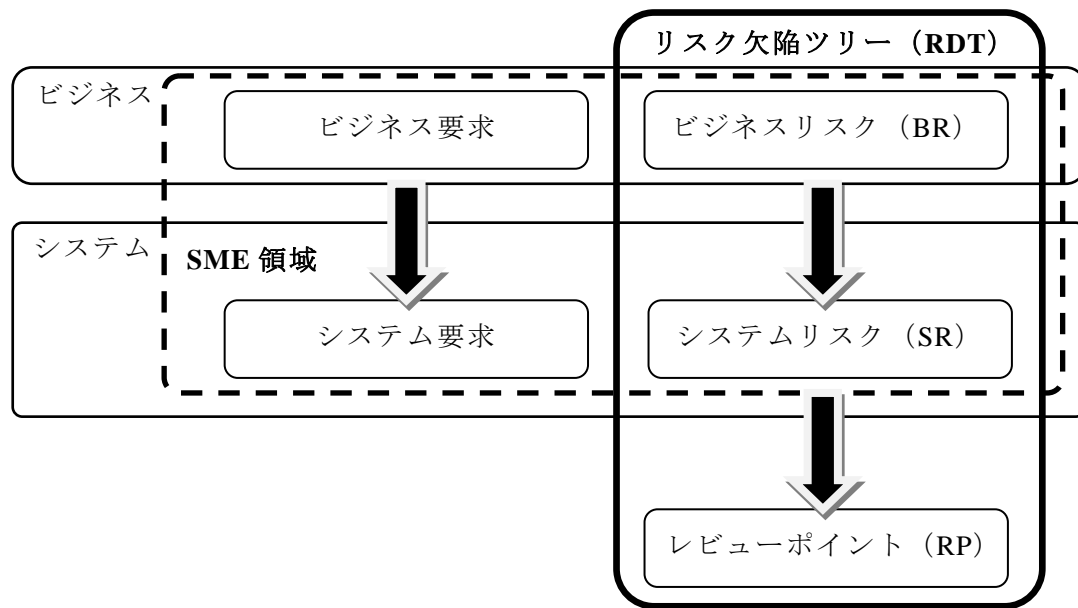 リスク欠陥ツリー（RDT）
ビジネス
ビジネス要求
ビジネスリスク（BR）
システム
SME 領域
システム要求
システムリスク（SR）
レビューポイント（RP）